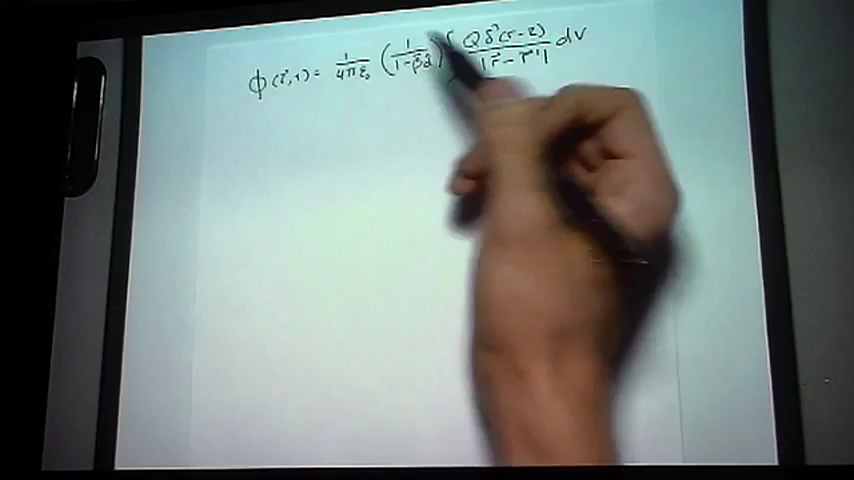 ϕ(r⃗,t) = 1/4πε₀ (1/1-β⃗·) ∫ Qδ³(r-r)/|r⃗ - r⃗'| dV